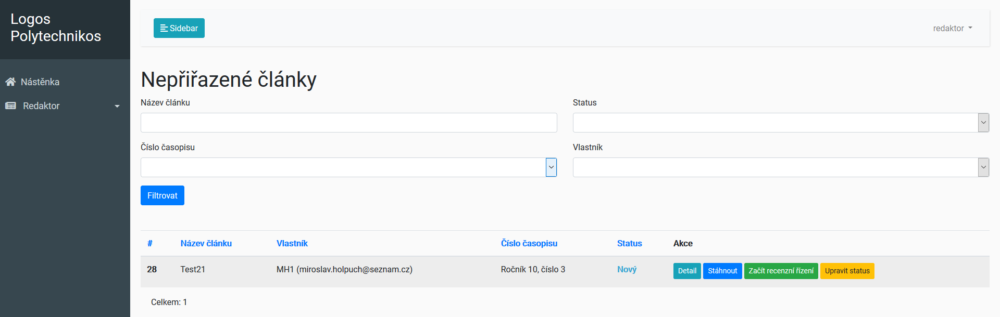 Logos
Polytechnikos
Sidebar
redaktor
Nástěnka
Redaktor
Nepřiřazené články
Název článku
Status
Číslo časopisu
Vlastník
Filtrovat
# Název článku Vlastník Číslo časopisu Status Akce
28 Test21 MH1 (miroslav.holpuch@seznam.cz) Ročník 10, číslo 3 Nový Detail Stáhnout Začít recenzní řízení Upravit status
Celkem: 1